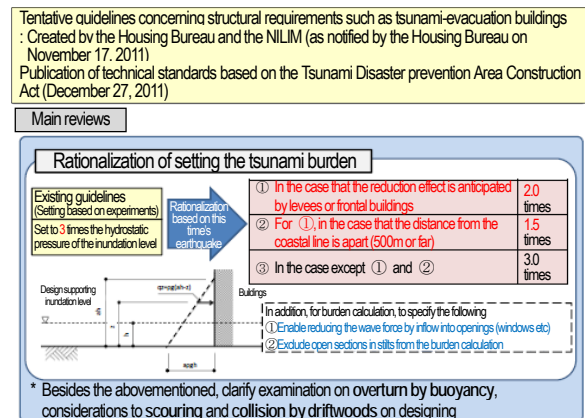 Tentative guidelines concerning structural requirements such as tsunami-evacuation buildings
: Created by the Housing Bureau and the NILIM (as notified by the Housing Bureau on
November 17. 2011)
Publication of technical standards based on the Tsunami Disaster prevention Area Construction
Act (December 27, 2011)
Main reviews
Rationalization of setting the tsunami burden
Existing guidelines
(Setting based on experiments)
Set to 3 times the hydrostatic
pressure of the inundation level
Rationalization
based on this
time's
earthquake
① In the case that the reduction effect is anticipated
by levees or frontal buildings
2.0
times
② For ①, in the case that the distance from the
coastal line is apart (500m or far)
1.5
times
③ In the case except ① and ②
3.0
times
Design supporting
inundation level
qz=ρg(ah-z)
ah
z
h
aρgh
Buildings
In addition, for burden calculation, to specify the following
①Enable reducing the wave force by inflow into openings (windows etc)
②Exclude open sections in stilts from the burden calculation
* Besides the abovementioned, clarify examination on overturn by buoyancy,
considerations to scouring and collision by driftwoods on designing